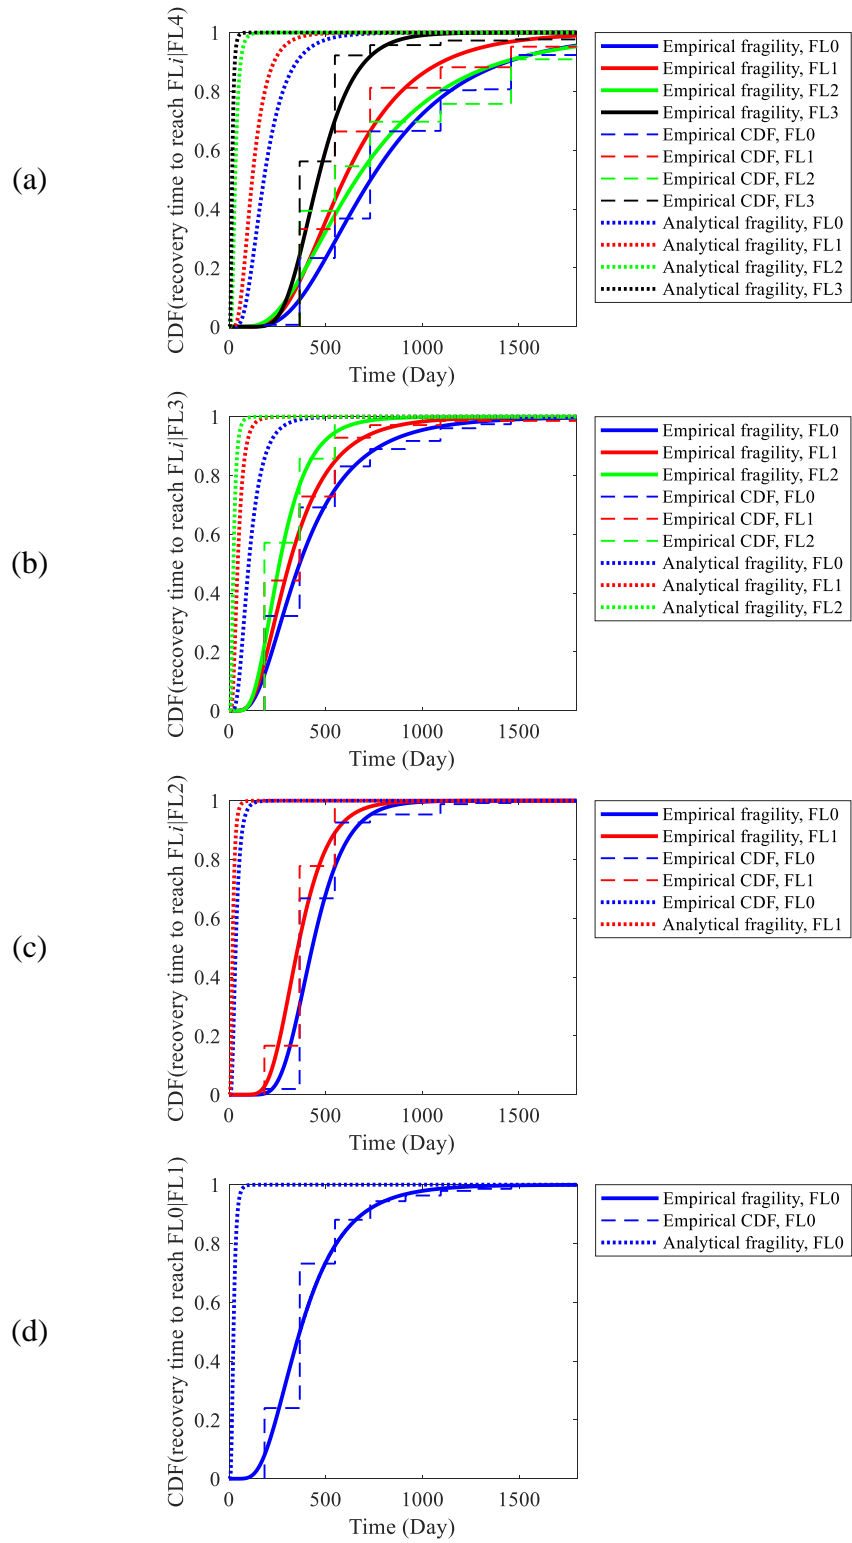 (a)
CDF(recovery time to reach FLi|FL4)
1
0.8
0.6
0.4
0.2
0
0 500 1000 1500
Time (Day)
Empirical fragility, FL0
Empirical fragility, FL1
Empirical fragility, FL2
Empirical fragility, FL3
Empirical CDF, FL0
Empirical CDF, FL1
Empirical CDF, FL2
Empirical CDF, FL3
Analytical fragility, FL0
Analytical fragility, FL1
Analytical fragility, FL2
Analytical fragility, FL3
(b)
CDF(recovery time to reach FLi|FL3)
1
0.8
0.6
0.4
0.2
0
0 500 1000 1500
Time (Day)
Empirical fragility, FL0
Empirical fragility, FL1
Empirical fragility, FL2
Empirical CDF, FL0
Empirical CDF, FL1
Empirical CDF, FL2
Analytical fragility, FL0
Analytical fragility, FL1
Analytical fragility, FL2
(c)
CDF(recovery time to reach FLi|FL2)
1
0.8
0.6
0.4
0.2
0
0 500 1000 1500
Time (Day)
Empirical fragility, FL0
Empirical fragility, FL1
Empirical CDF, FL0
Empirical CDF, FL1
Empirical CDF, FL0
Analytical fragility, FL1
(d)
CDF(recovery time to reach FL0|FL1)
1
0.8
0.6
0.4
0.2
0
0 500 1000 1500
Time (Day)
Empirical fragility, FL0
Empirical CDF, FL0
Analytical fragility, FL0